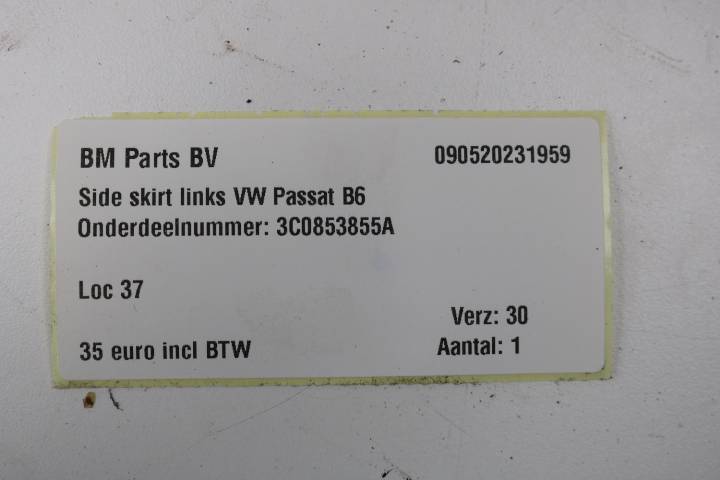 BM Parts BV 090520231959
Side skirt links VW Passat B6
Onderdeelnummer: 3C0853855A
Loc 37
Verz: 30
35 euro incl BTW Aantal: 1